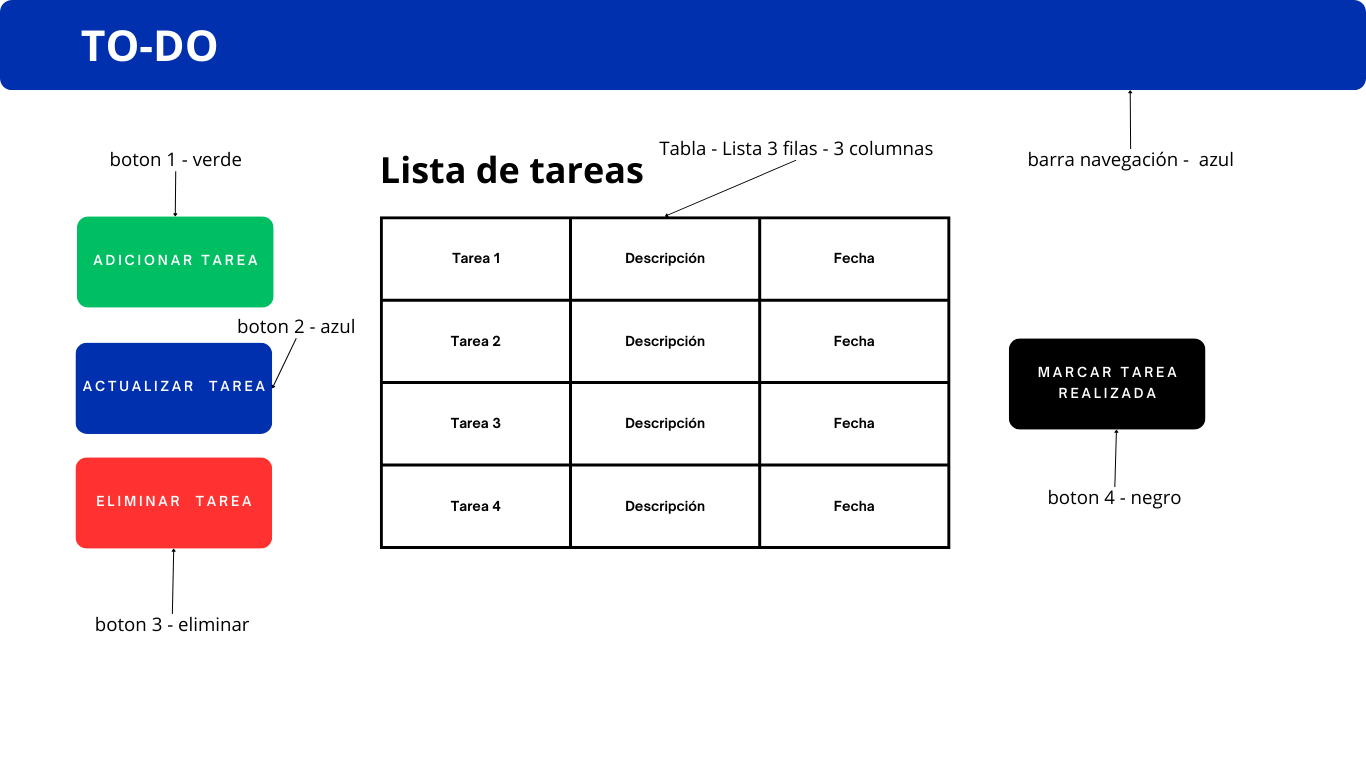 TO-DO
boton 1 - verde
Lista de tareas
Tabla - Lista 3 filas - 3 columnas
barra navegación - azul
ADICIONAR TAREA
boton 2 - azul
ACTUALIZAR TAREA
ELIMINAR TAREA
boton 3 - eliminar
Tarea 1 Descripción Fecha
Tarea 2 Descripción Fecha
Tarea 3 Descripción Fecha
Tarea 4 Descripción Fecha
MARCAR TAREA
REALIZADA
boton 4 - negro